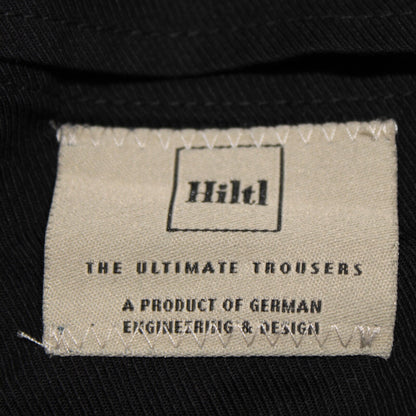 Hiltl
THE ULTIMATE TROUSERS
A PRODUCT OF GERMAN
ENGINEERING & DESIGN